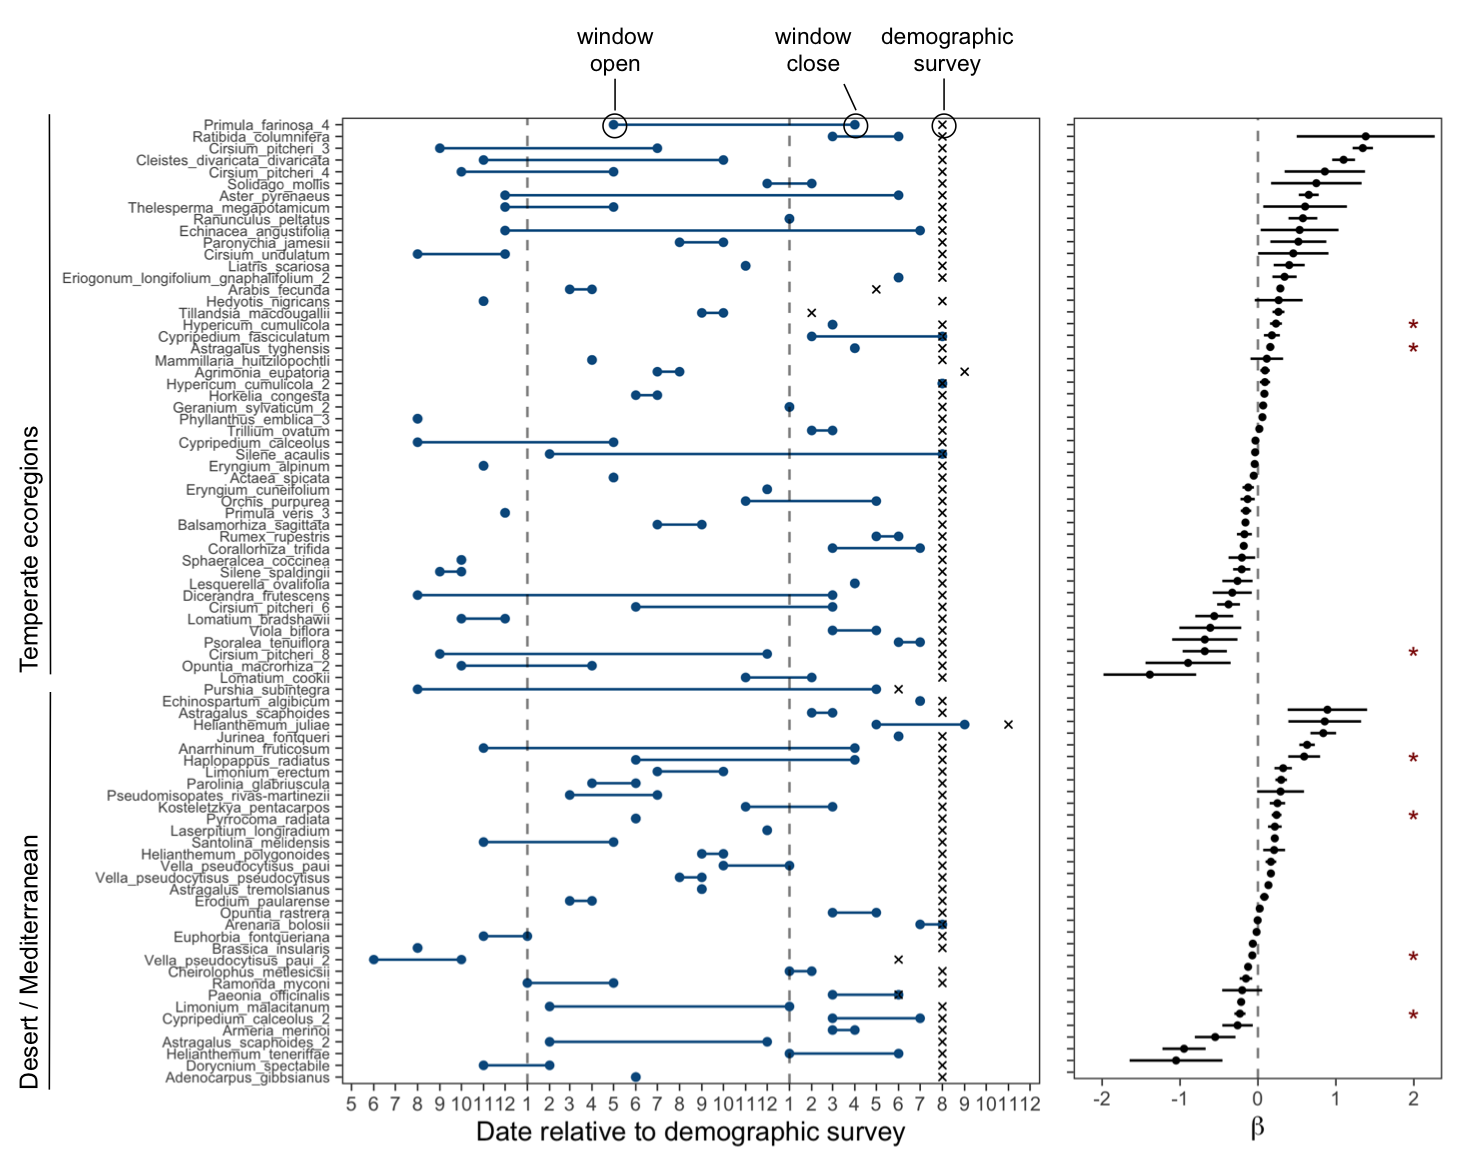 window
open
window
close
demographic
survey
Temperate ecoregions
Desert / Mediterranean
Primula_farinosa_4
Ratibida_columnifera
Cirsium_pitcheri_3
Cleistes_divaricata_divaricata
Cirsium_pitcheri_4
Solidago_mollis
Aster_pyrenaeus
Thelesperma_megapotamicum
Ranunculus_peltatus
Echinacea_angustifolia
Paronychia_jamesii
Cirsium_undulatum
Liatris_scariosa
Eriogonum_longifolium_gnaphalifolium_2
Arabis_fecunda
Hedyotis_nigricans
Tillandsia_macdougallii
Hypericum_cumulicola
Cypripedium_fasciculatum
Astragalus_tyghensis
Mammillaria_huitzilopochtli
Agrimonia_eupatoria
Hypericum_cumulicola_2
Horkelia_congesta
Geranium_sylvaticum_2
Phyllanthus_emblica_3
Trillium_ovatum
Cypripedium_calceolus
Silene_acaulis
Eryngium_alpinum
Actaea_spicata
Eryngium_cuneifolium
Orchis_purpurea
Primula_veris_3
Balsamorhiza_sagittata
Rumex_rupestris
Corallorhiza_trifida
Sphaeralcea_coccinea
Silene_spaldingii
Lesquerella_ovalifolia
Dicerandra_frutescens
Cirsium_pitcheri_6
Lomatium_bradshawii
Viola_biflora
Psoralea_tenuiflora
Cirsium_pitcheri_8
Opuntia_macrorhiza_2
Lomatium_cookii
Purshia_subintegra
Echinospartum_algibicum
Astragalus_scaphoides
Helianthemum_juliae
Jurinea_fontqueri
Anarrhinum_fruticosum
Haplopappus_radiatus
Limonium_erectum
Parolinia_glabriuscula
Pseudomisopates_rivas-martinezii
Kosteletzkya_pentacarpos
Pyrrocoma_radiata
Laserpitium_longiradium
Santolina_melidensis
Helianthemum_polygonoides
Vella_pseudocytisus_paui
Vella_pseudocytisus_pseudocytisus
Astragalus_tremolsianus
Erodium_paularense
Opuntia_rastrera
Arenaria_bolosii
Euphorbia_fontqueriana
Brassica_insularis
Vella_pseudocytisus_paui_2
Cheirolophus_metlesicsii
Ramonda_myconi
Paeonia_officinalis
Limonium_malacitanum
Cypripedium_calceolus_2
Armeria_merinoi
Astragalus_scaphoides_2
Helianthemum_teneriffae
Dorycnium_spectabile
Adenocarpus_gibbsianus
5 6 7 8 9 10 11 12 1 2 3 4 5 6 7 8 9 10 11 12 1 2 3 4 5 6 7 8 9 10 11 12
Date relative to demographic survey
* * * * * * *
-2 -1 0 1 2
β